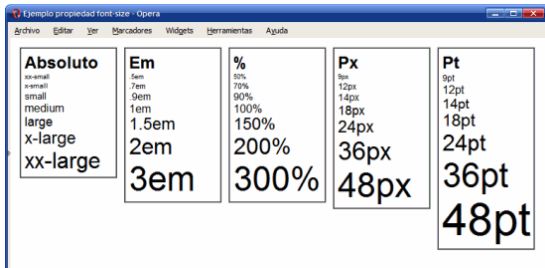 Ejemplo propiedad font-size - Opera
Archivo Editar Ver Marcadores Widgets Herramientas Ayuda
Absoluto
xx-small
x-small
small
medium
large
x-large
xx-large
Em
.5em
.7em
.9em
1em
1.5em
2em
3em
%
50%
70%
90%
100%
150%
200%
300%
Px
9px
12px
14px
18px
24px
36px
48px
Pt
9pt
12pt
14pt
18pt
24pt
36pt
48pt